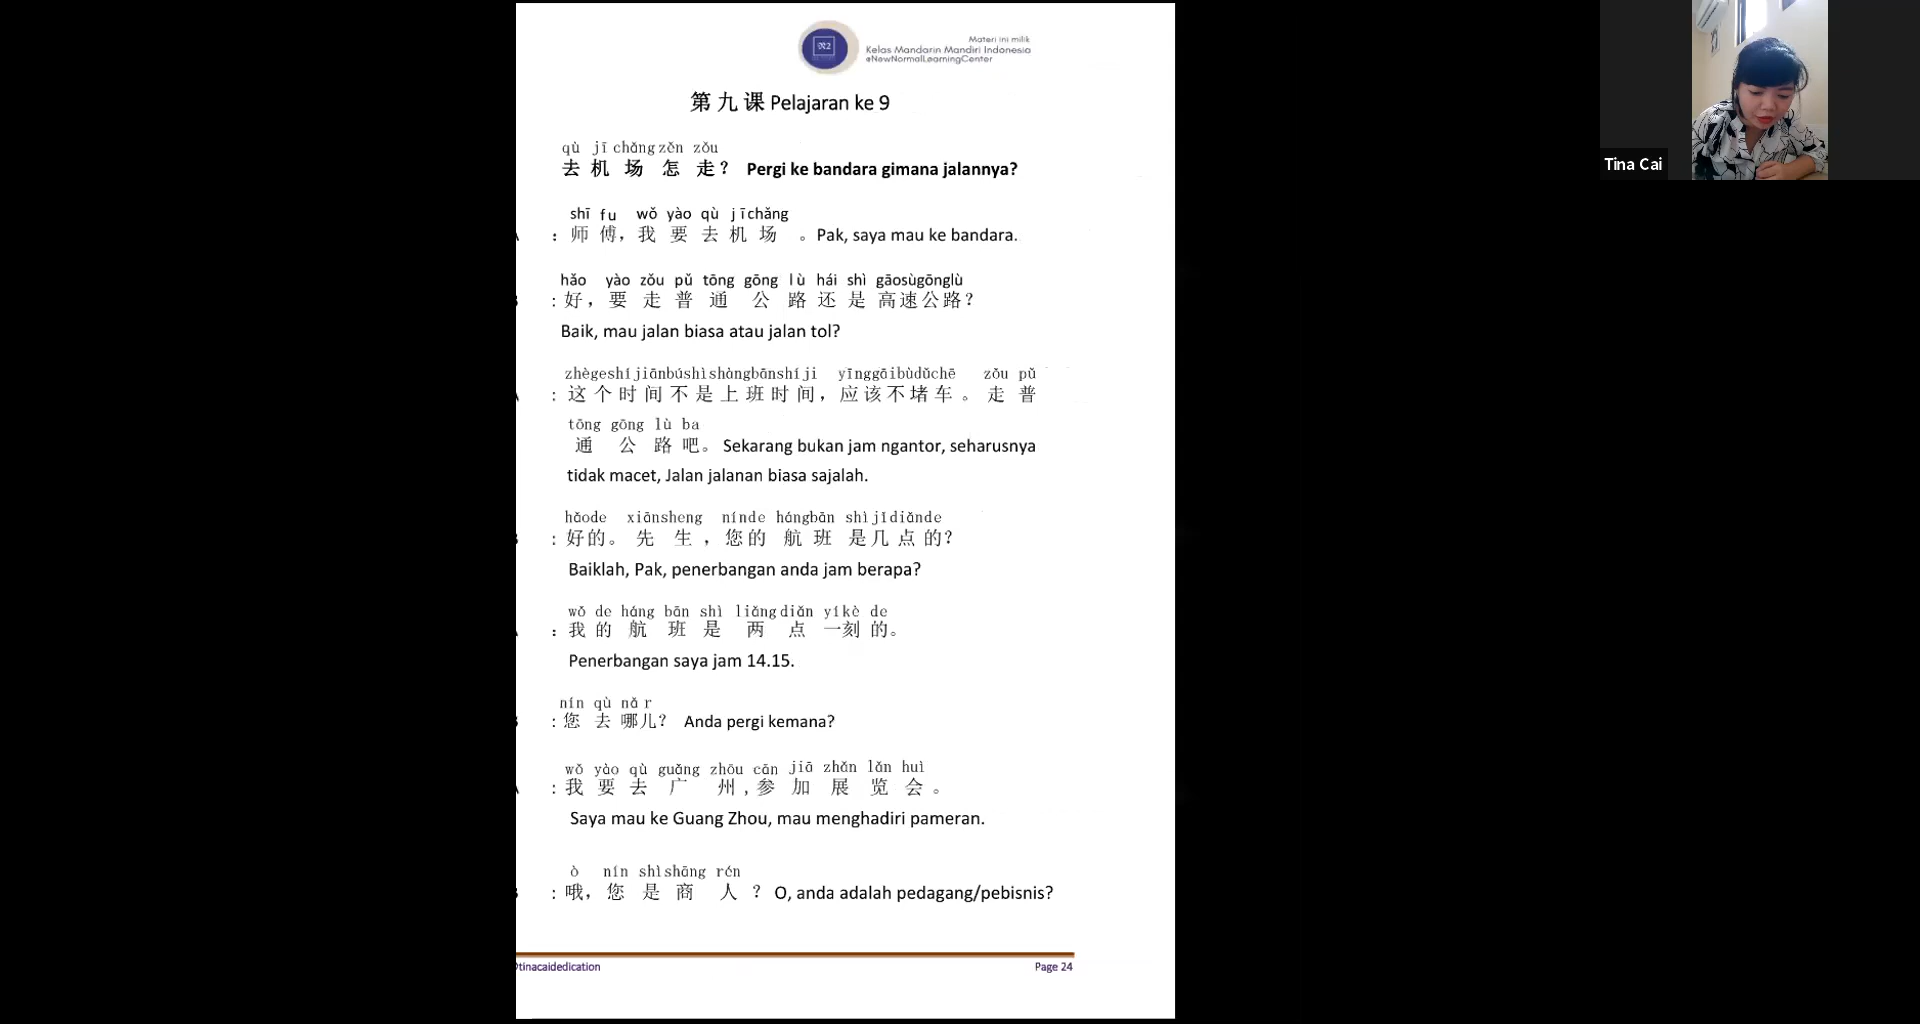 Materi ini milik
Kelas Mandarin Mandiri Indonesia
@NewNormalLearningCenter
第九课 Pelajaran ke 9
qù jī chǎng zěn zǒu
去机场怎走？ Pergi ke bandara gimana jalannya?
shī fu wǒ yào qù jīchǎng
: 师傅，我要去机场。Pak, saya mau ke bandara.
hǎo yào zǒu pǔ tōng gōng lù hái shì gāosùgōnglù
: 好，要走普通公路还是高速公路？
Baik, mau jalan biasa atau jalan tol?
zhègeshíjiānbúshìshàngbānshíji yīnggāibùdǔchē zǒu pǔ
: 这个时间不是上班时间，应该不堵车。走普
tōng gōng lù ba
通公路吧。Sekarang bukan jam ngantor, seharusnya
tidak macet, Jalan jalanan biasa sajalah.
hǎode xiānsheng nínde hángbān shìjǐdiǎnde
: 好的。先生，您的航班是几点的？
Baiklah, Pak, penerbangan anda jam berapa?
wǒ de háng bān shì liǎng diǎn yíkè de
: 我的航班是两点一刻的。
Penerbangan saya jam 14.15.
nín qù nǎ r
: 您去哪儿？ Anda pergi kemana?
wǒ yào qù guǎng zhōu cān jiā zhǎn lǎn huì
: 我要去广州，参加展览会。
Saya mau ke Guang Zhou, mau menghadiri pameran.
ò nín shìshāng rén
: 哦，您是商人？ O, anda adalah pedagang/pebisnis?
tinacaidedication
Page 24
Tina Cai